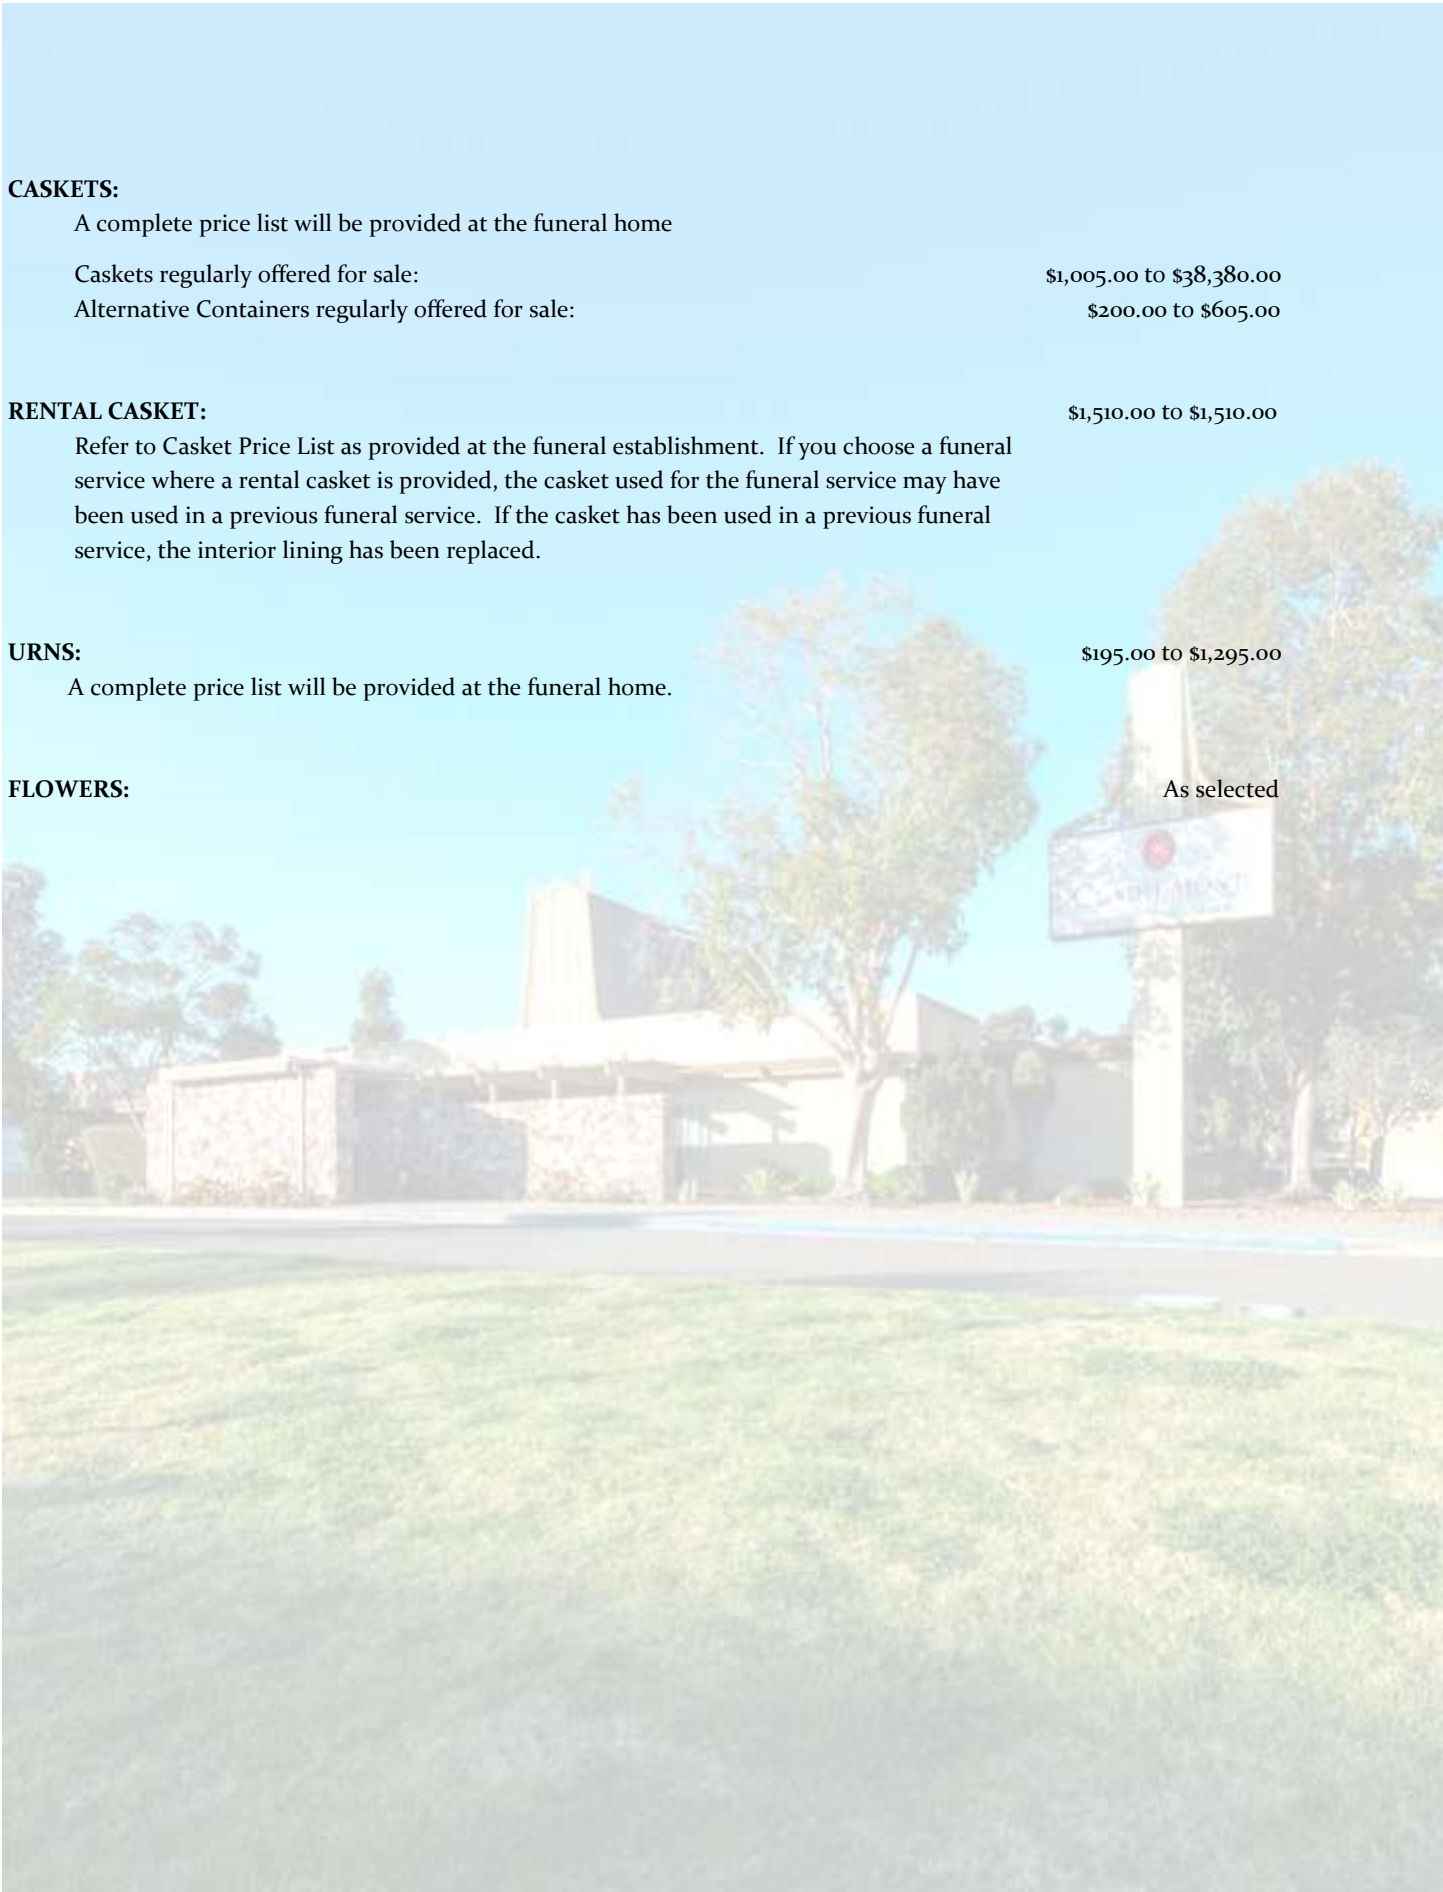 CASKETS:
A complete price list will be provided at the funeral home
Caskets regularly offered for sale: $1,005.00 to $38,380.00
Alternative Containers regularly offered for sale: $200.00 to $605.00
RENTAL CASKET: $1,510.00 to $1,510.00
Refer to Casket Price List as provided at the funeral establishment.  If you choose a funeral
service where a rental casket is provided, the casket used for the funeral service may have
been used in a previous funeral service.  If the casket has been used in a previous funeral
service, the interior lining has been replaced.
URNS: $195.00 to $1,295.00
A complete price list will be provided at the funeral home.
FLOWERS: As selected
CLAIREMONT